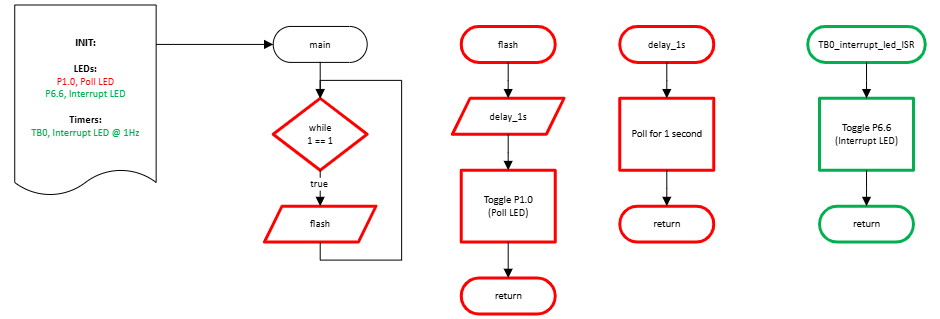 INIT:
LEDs:
P1.0, Poll LED
P6.6, Interrupt LED
Timers:
TB0, Interrupt LED @ 1Hz
main
while
1 == 1
true
flash
flash
delay_1s
Toggle P1.0
(Poll LED)
return
delay_1s
Poll for 1 second
return
TB0_interrupt_led_ISR
Toggle P6.6
(Interrupt LED)
return